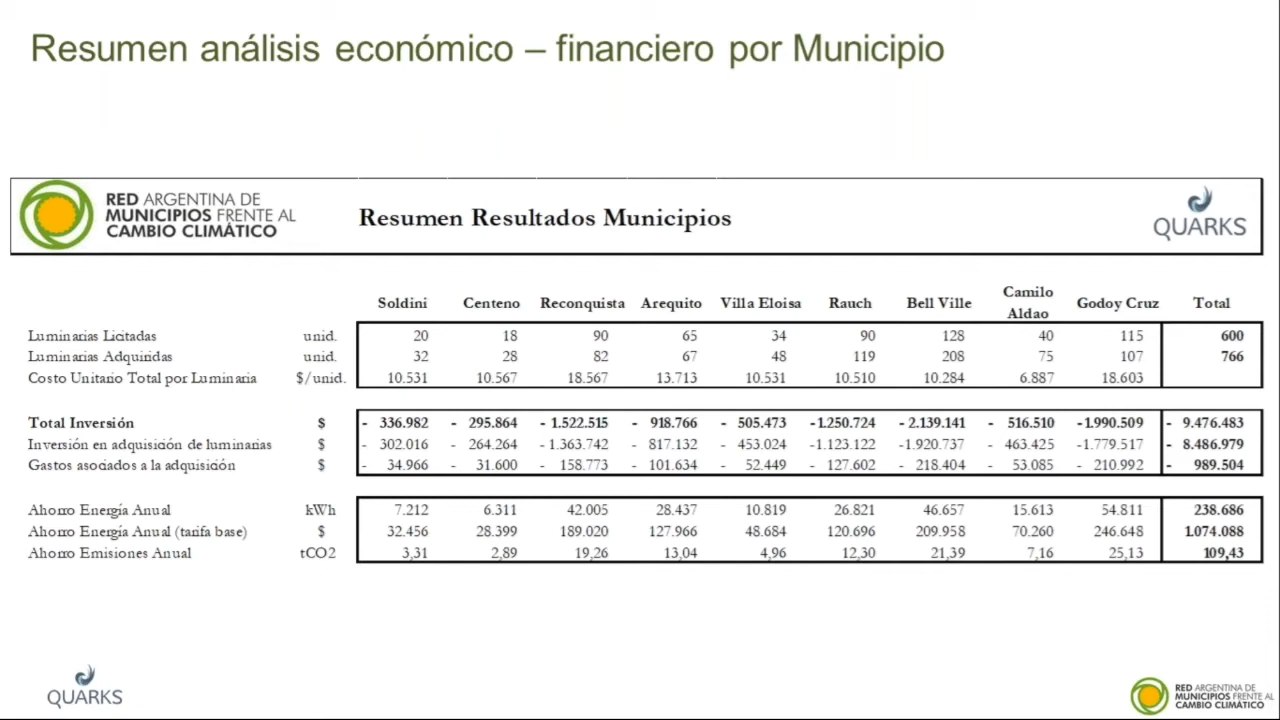 Resumen análisis económico – financiero por Municipio
RED ARGENTINA DE
MUNICIPIOS FRENTE AL
CAMBIO CLIMÁTICO
Resumen Resultados Municipios
QUARKS
Soldini Centeno Reconquista Arequito Villa Eloisa Rauch Bell Ville Camilo Aldao Godoy Cruz Total
Luminarias Licitadas unid. 20 18 90 65 34 90 128 40 115 600
Luminarias Adquiridas unid. 32 28 82 67 48 119 208 75 107 766
Costo Unitario Total por Luminaria $/unid. 10.531 10.567 18.567 13.713 10.531 10.510 10.284 6.887 18.603
Total Inversión $ - 336.982 - 295.864 - 1.522.515 - 918.766 - 505.473 -1.250.724 - 2.139.141 - 516.510 -1.990.509 - 9.476.483
Inversión en adquisición de luminarias $ - 302.016 - 264.264 - 1.363.742 - 817.132 - 453.024 -1.123.122 -1.920.737 - 463.425 -1.779.517 - 8.486.979
Gastos asociados a la adquisición $ - 34.966 - 31.600 - 158.773 - 101.634 - 52.449 - 127.602 - 218.404 - 53.085 - 210.992 - 989.504
Ahorro Energía Anual kWh 7.212 6.311 42.005 28.437 10.819 26.821 46.657 15.613 54.811 238.686
Ahorro Energía Anual (tarifa base) $ 32.456 28.399 189.020 127.966 48.684 120.696 209.958 70.260 246.648 1.074.088
Ahorro Emisiones Anual tCO2 3,31 2,89 19,26 13,04 4,96 12,30 21,39 7,16 25,13 109,43
QUARKS
RED ARGENTINA DE
MUNICIPIOS FRENTE AL
CAMBIO CLIMÁTICO